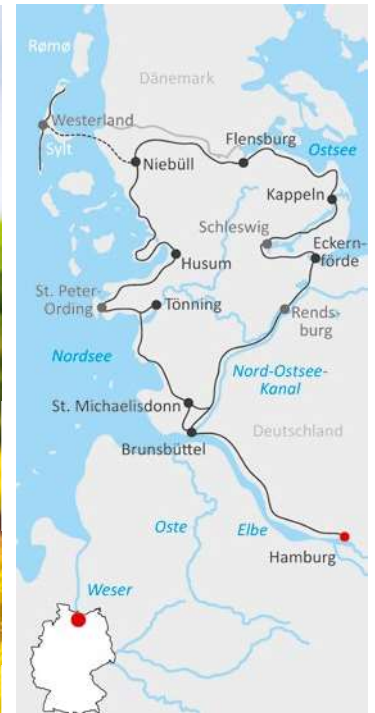 Rømø
Dänemark
Westerland
Sylt
Flensburg
Ostsee
Niebüll
Kappeln
Schleswig
Eckern-
förde
Husum
St. Peter-
Ording
Tönning
Rends-
burg
Nordsee
Nord-Ostsee-
Kanal
St. Michaelisdonn
Deutschland
Brunsbüttel
Oste
Elbe
Hamburg
Weser